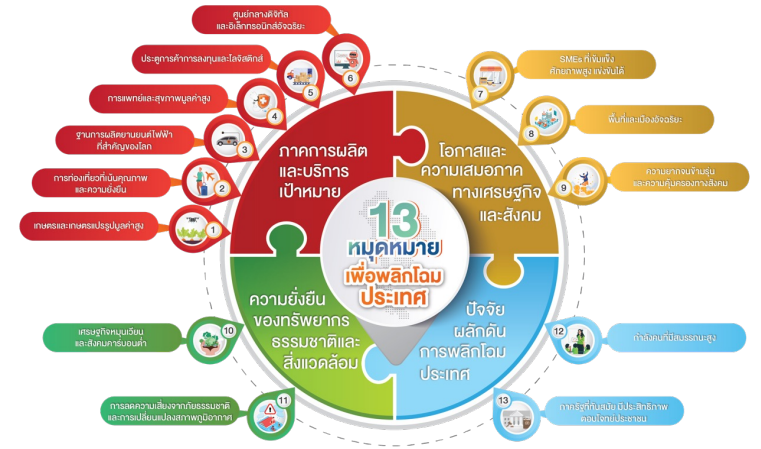 13
หมุดหมาย
เพื่อพลิกโฉม
ประเทศ
ภาคการผลิต
และบริการ
เป้าหมาย
เกษตรและเกษตรแปรรูปมูลค่าสูง
1
การท่องเที่ยวที่เน้นคุณภาพ
และความยั่งยืน
2
ฐานการผลิตยานยนต์ไฟฟ้า
ที่สำคัญของโลก
3
การแพทย์และสุขภาพมูลค่าสูง
4
ประตูการค้าการลงทุนและโลจิสติกส์
5
ศูนย์กลางดิจิทัล
และอิเล็กทรอนิกส์อัจฉริยะ
6
โอกาสและ
ความเสมอภาค
ทางเศรษฐกิจ
และสังคม
7
SMEs ที่เข้มแข็ง
ศักยภาพสูง แข่งขันได้
8
พื้นที่และเมืองอัจฉริยะ
9
ความยากจนข้ามรุ่น
และความคุ้มครองทางสังคม
ความยั่งยืน
ของทรัพยากร
ธรรมชาติและ
สิ่งแวดล้อม
เศรษฐกิจหมุนเวียน
และสังคมคาร์บอนต่ำ
10
การลดความเสี่ยงจากภัยธรรมชาติ
และการเปลี่ยนแปลงสภาพภูมิอากาศ
11
ปัจจัย
ผลักดัน
การพลิกโฉม
ประเทศ
12
กำลังคนที่มีสมรรถนะสูง
13
ภาครัฐที่ทันสมัย มีประสิทธิภาพ
ตอบโจทย์ประชาชน